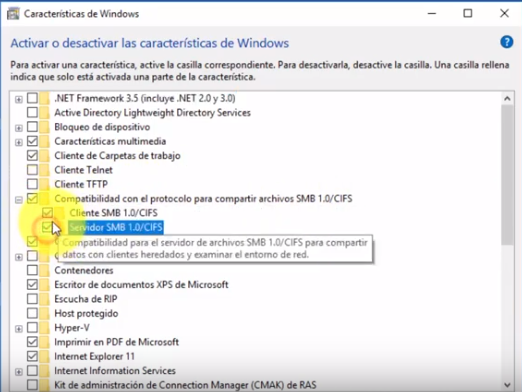 Características de Windows
Activar o desactivar las características de Windows
?
Para activar una característica, active la casilla correspondiente. Para desactivarla, desactive la casilla. Una casilla rellena
indica que solo está activada una parte de la característica.
.NET Framework 3.5 (incluye .NET 2.0 y 3.0)
Active Directory Lightweight Directory Services
Bloqueo de dispositivo
Características multimedia
Cliente de Carpetas de trabajo
Cliente Telnet
Cliente TFTP
Compatibilidad con el protocolo para compartir archivos SMB 1.0/CIFS
Cliente SMB 1.0/CIFS
Servidor SMB 1.0/CIFS
Compatibilidad para el servidor de archivos SMB 1.0/CIFS para compartir
datos con clientes heredados y examinar el entorno de red.
Contenedores
Escritor de documentos XPS de Microsoft
Escucha de RIP
Host protegido
Hyper-V
Imprimir en PDF de Microsoft
Internet Explorer 11
Internet Information Services
Kit de administración de Connection Manager (CMAK) de RAS